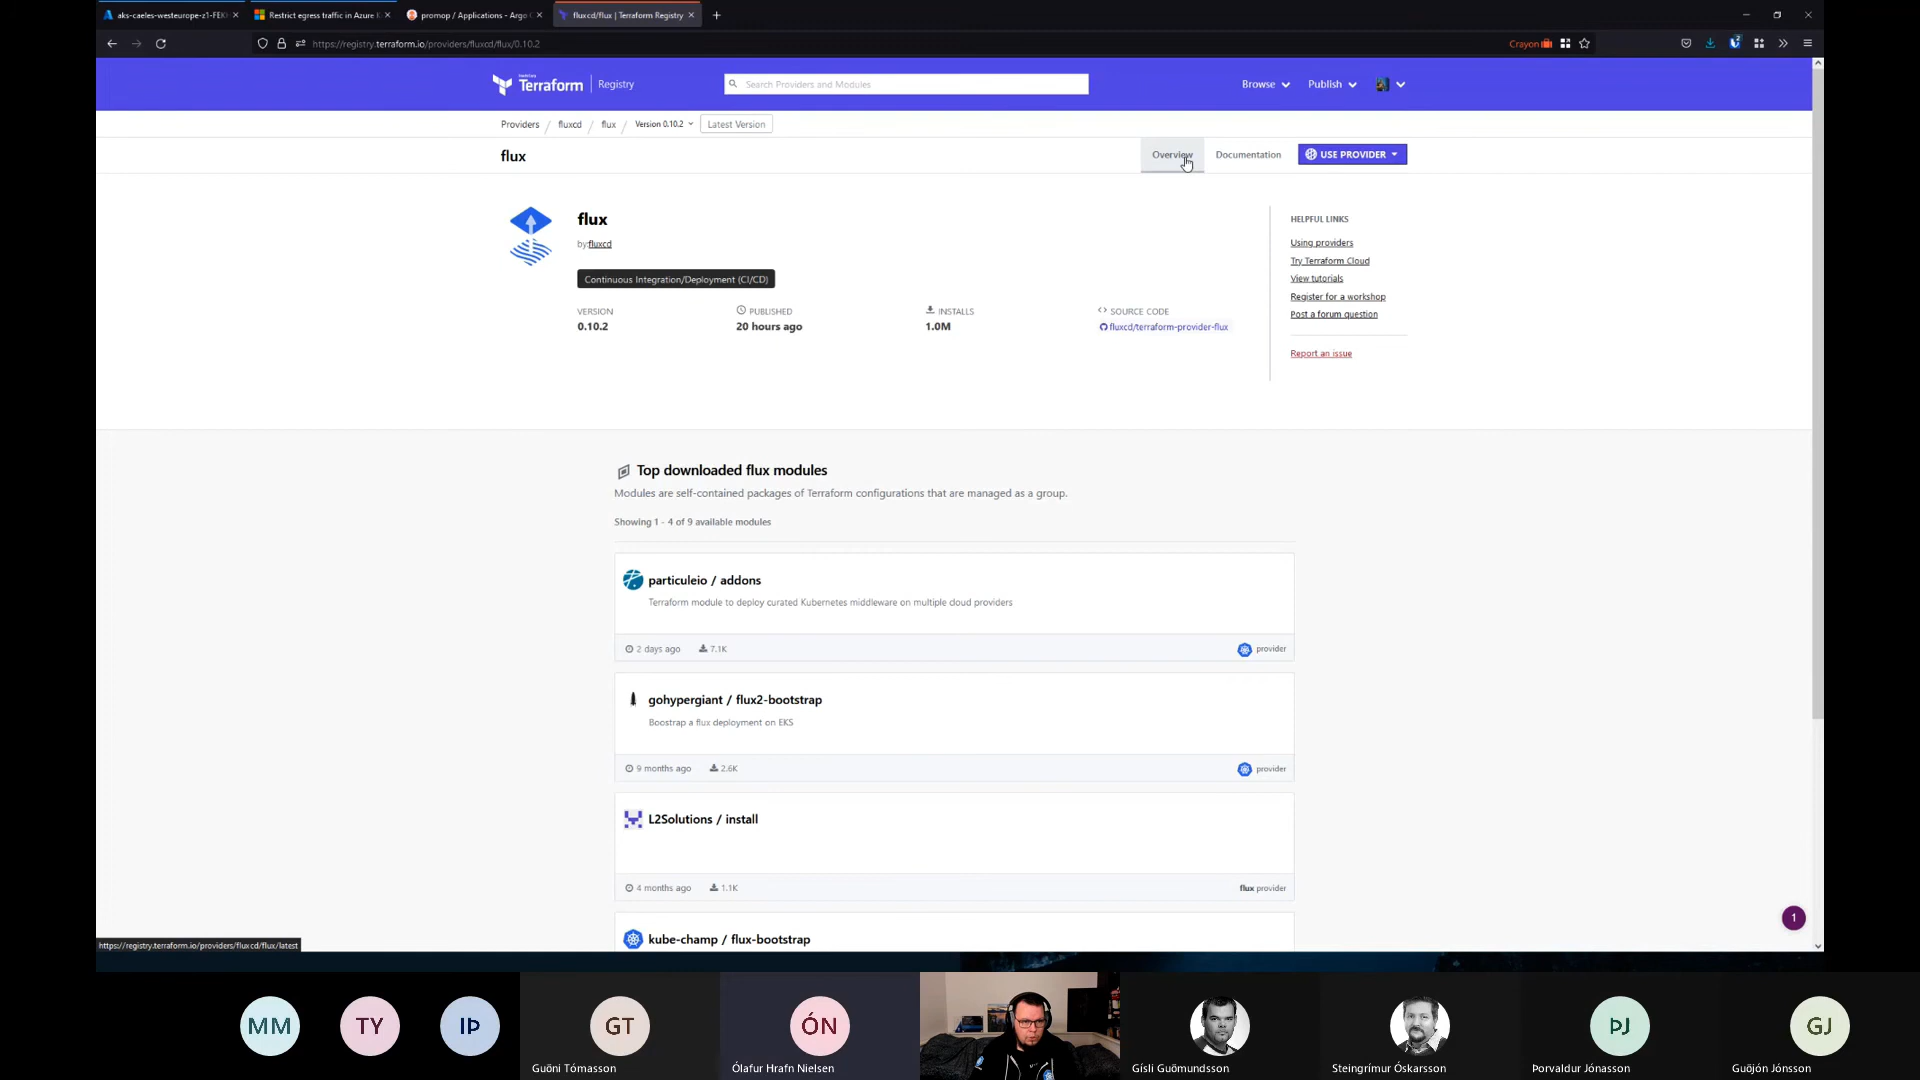 aks-caeles-westeurope-z1-FEK
Restrict egress traffic in Azure K
promop / Applications - Argo C
fluxcd/flux | Terraform Registry
https://registry.terraform.io/providers/fluxcd/flux/0.10.2
Crayon
HashiCorp
Terraform
Registry
Search Providers and Modules
Browse
Publish
Providers / fluxcd / flux / Version 0.10.2
Latest Version
flux
Overview
Documentation
USE PROVIDER
flux
by:fluxcd
Continuous Integration/Deployment (CI/CD)
VERSION
0.10.2
PUBLISHED
20 hours ago
INSTALLS
1.0M
SOURCE CODE
fluxcd/terraform-provider-flux
HELPFUL LINKS
Using providers
Try Terraform Cloud
View tutorials
Register for a workshop
Post a forum question
Report an issue
Top downloaded flux modules
Modules are self-contained packages of Terraform configurations that are managed as a group.
Showing 1 - 4 of 9 available modules
particuleio / addons
Terraform module to deploy curated Kubernetes middleware on multiple cloud providers
2 days ago
7.1K
provider
gohypergiant / flux2-bootstrap
Boostrap a flux deployment on EKS
9 months ago
2.6K
provider
L2Solutions / install
4 months ago
1.1K
flux provider
kube-champ / flux-bootstrap
1
https://registry.terraform.io/providers/fluxcd/flux/latest
MM
TY
IÞ
GT
Guðni Tómasson
ÓN
Ólafur Hrafn Nielsen
Gísli Guðmundsson
Steingrímur Óskarsson
ÞJ
Þorvaldur Jónasson
GJ
Guðjón Jónsson